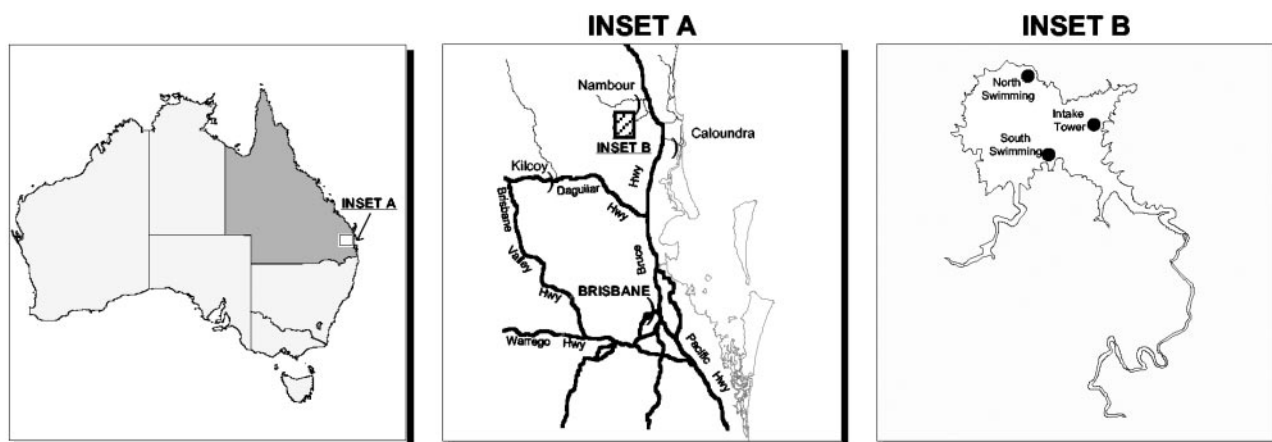 INSET A
INSET B
INSET A
Nambour
INSET B
Caloundra
Kilcoy
Daguilar
Hwy
Hwy
Brisbane
Valley
Hwy
Bruce
BRISBANE
Warrego
Hwy
Pacific
Hwy
North
Swimming
Intake
Tower
South
Swimming